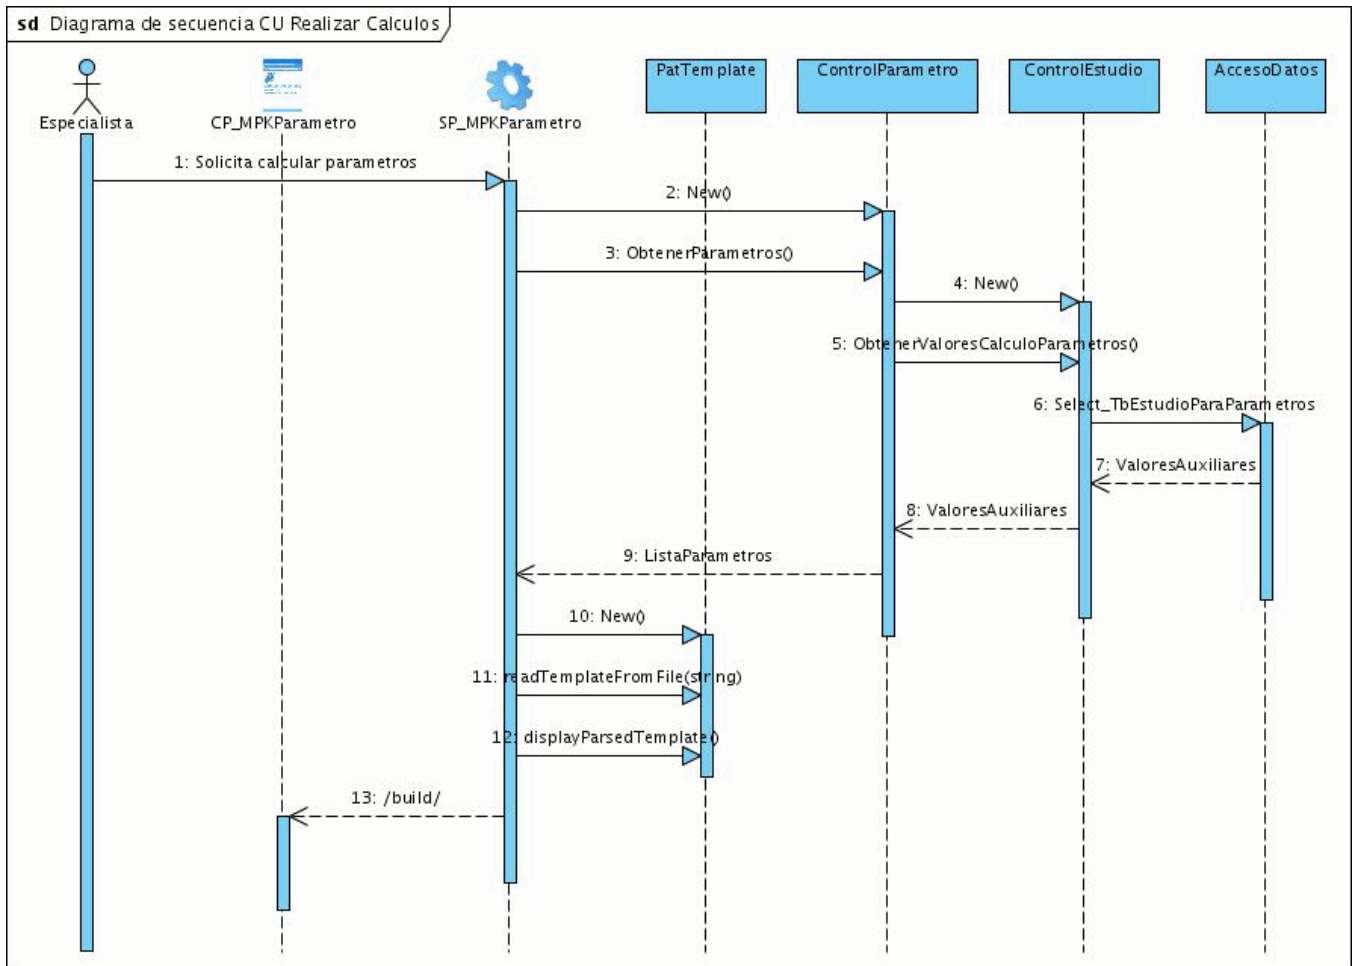 sd Diagrama de secuencia CU Realizar Calculos
Especialista
CP_MPKParametro
SP_MPKParametro
PatTemplate
ControlParametro
ControlEstudio
AccesoDatos
1: Solicita calcular parametros
2: New()
3: ObtenerParametros()
4: New()
5: ObtenerValoresCalculoParametros()
6: Select_TbEstudioParaParametros
7: ValoresAuxiliares
8: ValoresAuxiliares
9: ListaParametros
10: New()
11: readTemplateFromFile(string)
12: displayParsedTemplate()
13: /build/